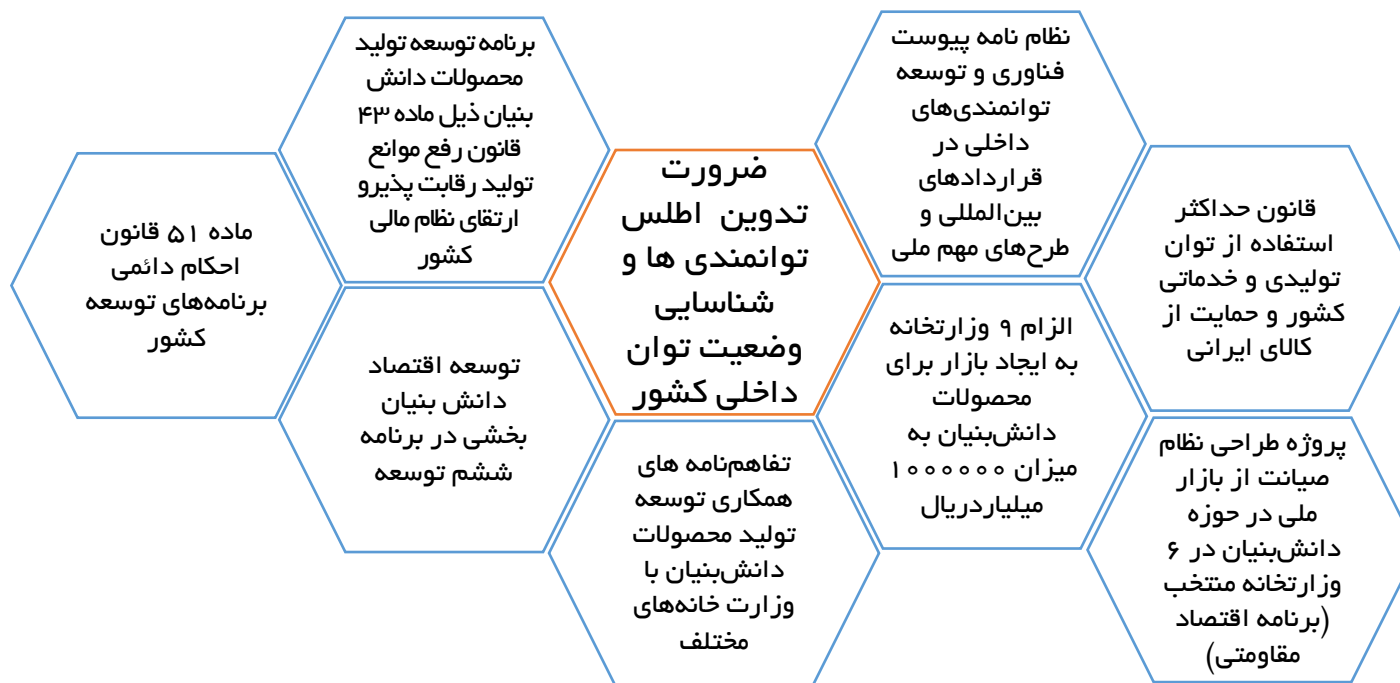 نظام نامه پیوست
فناوری و توسعه
توانمندی‌های
داخلی در
قراردادهای
بین‌المللی و
طرح‌های مهم ملی
برنامه توسعه تولید
محصولات دانش
بنیان ذیل ماده ۴۳
قانون رفع موانع
تولید رقابت پذیرو
ارتقای نظام مالی
کشور
قانون حداکثر
استفاده از توان
تولیدی و خدماتی
کشور و حمایت از
کالای ایرانی
ضرورت
تدوین اطلس
توانمندی ها و
شناسایی
وضعیت توان
داخلی کشور
ماده ۵۱ قانون
احکام دائمی
برنامه‌های توسعه
کشور
الزام ۹ وزارتخانه
به ایجاد بازار برای
محصولات
دانش‌بنیان به
میزان ۱۰۰۰۰۰۰
میلیاردریال
توسعه اقتصاد
دانش بنیان
بخشی در برنامه
ششم توسعه
پروژه طراحی نظام
صیانت از بازار
ملی در حوزه
دانش‌بنیان در ۶
وزارتخانه منتخب
(برنامه اقتصاد
مقاومتی)
تفاهم‌نامه های
همکاری توسعه
تولید محصولات
دانش‌بنیان با
وزارت خانه‌های
مختلف